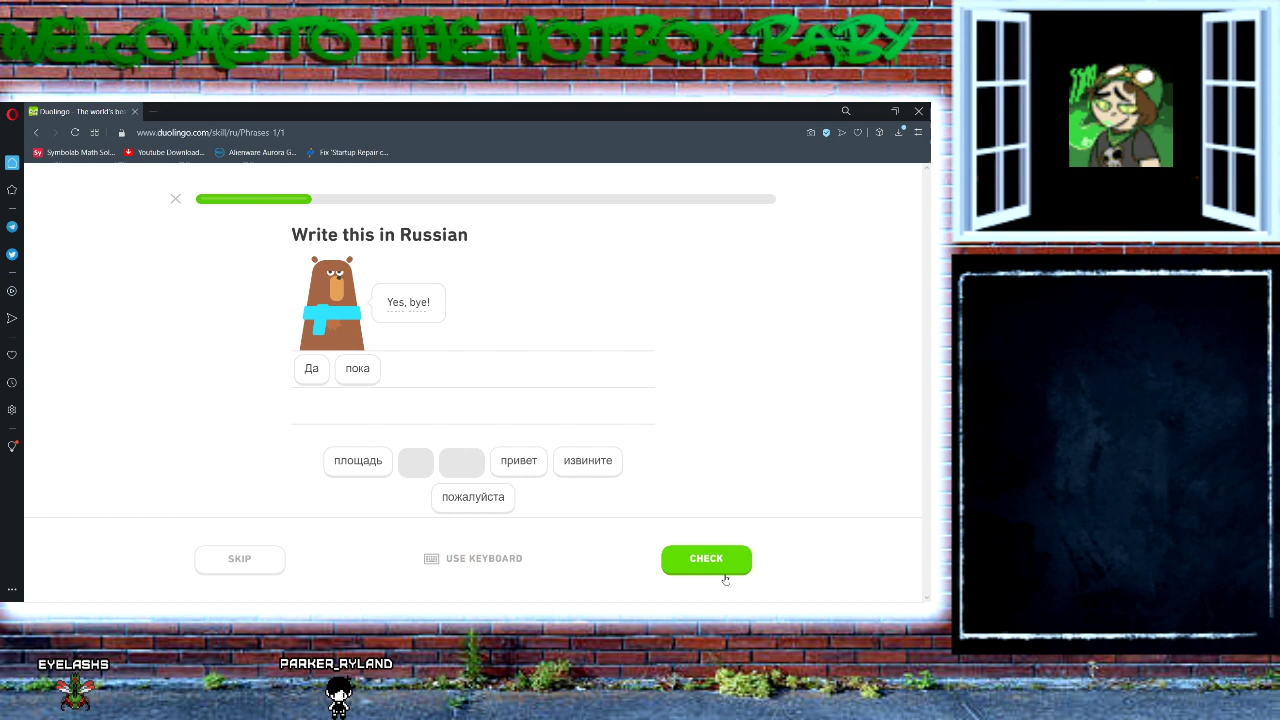 WELCOME TO THE HOTBOX BABY
Duolingo - The world's bes
www.duolingo.com/skill/ru/Phrases 1/1
Sy Symbolab Math Sol... Youtube Download... Alienware Aurora G... Fix 'Startup Repair c...
Write this in Russian
Yes, bye!
Да пока
площадь привет извините
пожалуйста
SKIP USE KEYBOARD CHECK
EYELASHS PARKER_RYLAND